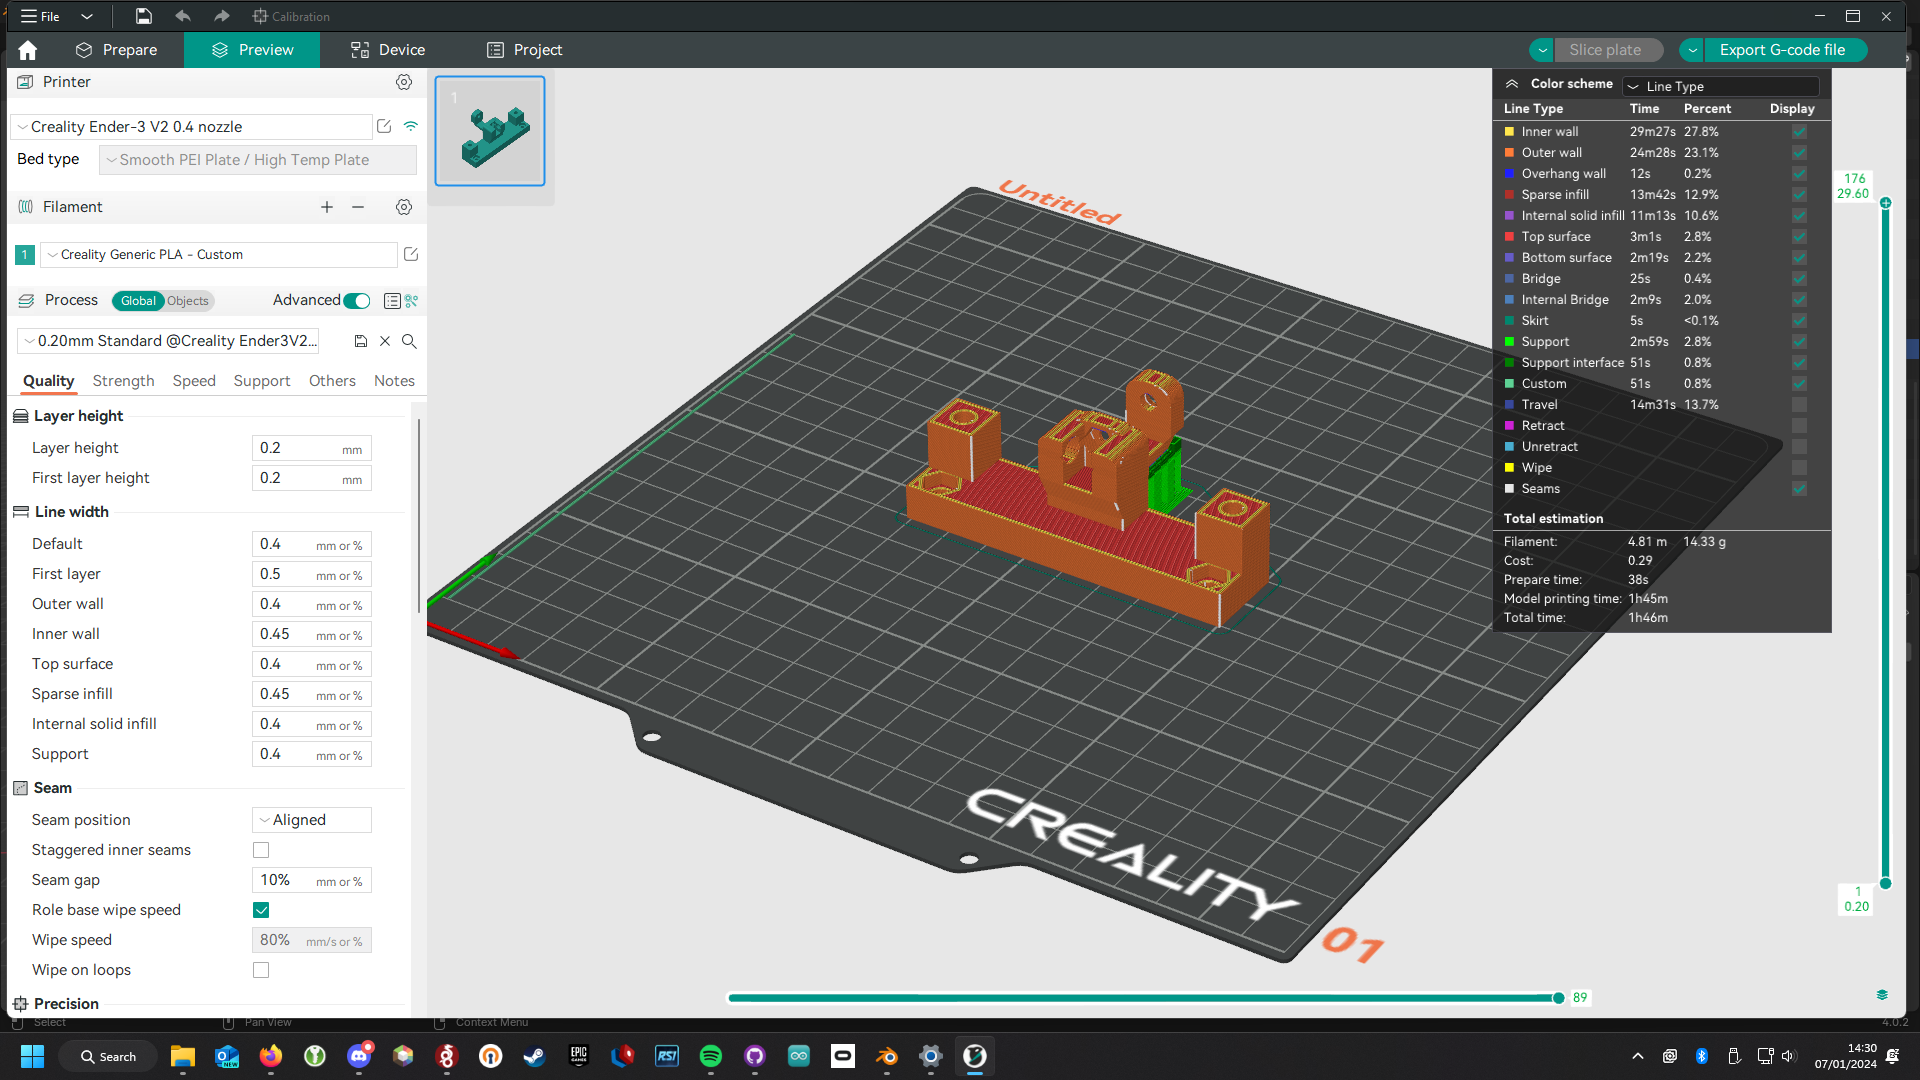 File
Calibration
Prepare
Preview
Device
Project
Slice plate
Export G-code file
Printer
Creality Ender-3 V2 0.4 nozzle
Bed type
Smooth PEI Plate / High Temp Plate
Filament
1
Creality Generic PLA - Custom
Process
Global
Objects
Advanced
0.20mm Standard @Creality Ender3V2...
Quality
Strength
Speed
Support
Others
Notes
Layer height
Layer height 0.2 mm
First layer height 0.2 mm
Line width
Default 0.4 mm or %
First layer 0.5 mm or %
Outer wall 0.4 mm or %
Inner wall 0.45 mm or %
Top surface 0.4 mm or %
Sparse infill 0.45 mm or %
Internal solid infill 0.4 mm or %
Support 0.4 mm or %
Seam
Seam position Aligned
Staggered inner seams
Seam gap 10% mm or %
Role base wipe speed
Wipe speed 80% mm/s or %
Wipe on loops
Precision
1
Untitled
CREALITY
01
Color scheme Line Type
Line Type Time Percent Display
Inner wall 29m27s 27.8%
Outer wall 24m28s 23.1%
Overhang wall 12s 0.2%
Sparse infill 13m42s 12.9%
Internal solid infill 11m13s 10.6%
Top surface 3m1s 2.8%
Bottom surface 2m19s 2.2%
Bridge 25s 0.4%
Internal Bridge 2m9s 2.0%
Skirt 5s <0.1%
Support 2m59s 2.8%
Support interface 51s 0.8%
Custom 51s 0.8%
Travel 14m31s 13.7%
Retract
Unretract
Wipe
Seams
Total estimation
Filament: 4.81 m 14.33 g
Cost: 0.29
Prepare time: 38s
Model printing time: 1h45m
Total time: 1h46m
176
29.60
1
0.20
89
Select
Pan View
Context Menu
4.0.2
Search
NEW
EPIC GAMES
RSI
14:30
07/01/2024